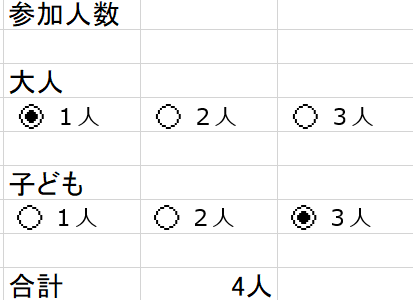 参加人数
大人
1人 2人 3人
子ども
1人 2人 3人
合計 4人